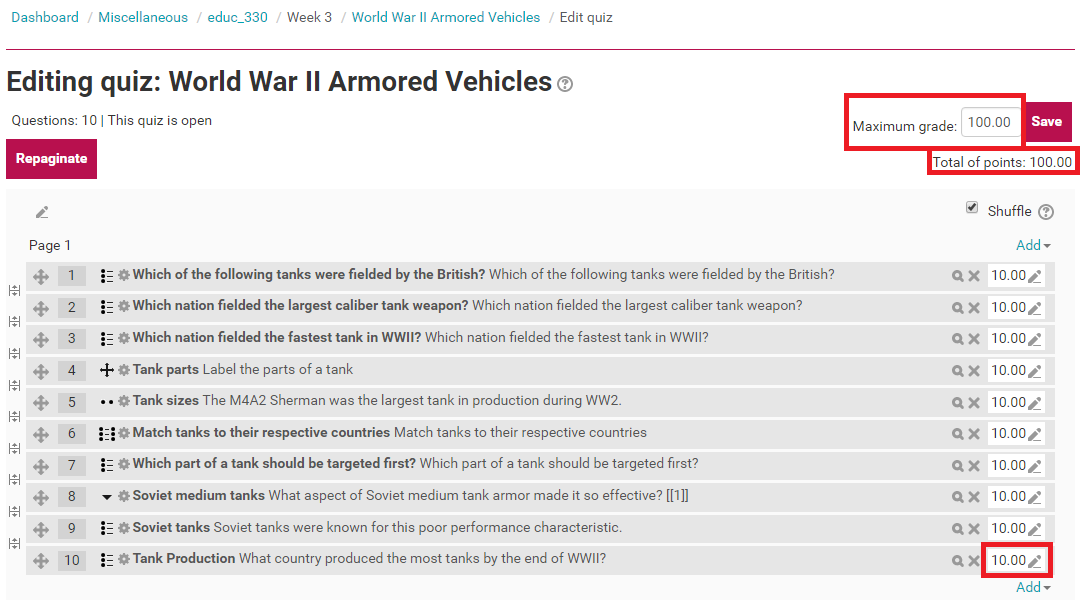 Dashboard / Miscellaneous / educ_330 / Week 3 / World War II Armored Vehicles / Edit quiz
Editing quiz: World War II Armored Vehicles
Questions: 10 | This quiz is open
Maximum grade: 100.00 Save
Repaginate
Total of points: 100.00
Shuffle
Page 1
Add
1 Which of the following tanks were fielded by the British? Which of the following tanks were fielded by the British? 10.00
2 Which nation fielded the largest caliber tank weapon? Which nation fielded the largest caliber tank weapon? 10.00
3 Which nation fielded the fastest tank in WWII? Which nation fielded the fastest tank in WWII? 10.00
4 Tank parts Label the parts of a tank 10.00
5 Tank sizes The M4A2 Sherman was the largest tank in production during WW2. 10.00
6 Match tanks to their respective countries Match tanks to their respective countries 10.00
7 Which part of a tank should be targeted first? Which part of a tank should be targeted first? 10.00
8 Soviet medium tanks What aspect of Soviet medium tank armor made it so effective? [[1]] 10.00
9 Soviet tanks Soviet tanks were known for this poor performance characteristic. 10.00
10 Tank Production What country produced the most tanks by the end of WWII? 10.00
Add